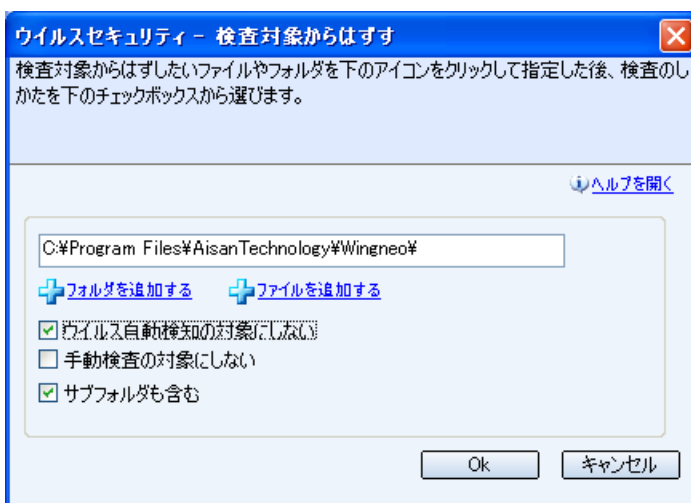 ウイルスセキュリティ - 検査対象からはずす
検査対象からはずしたいファイルやフォルダを下のアイコンをクリックして指定した後、検査のし
かたを下のチェックボックスから選びます。
ヘルプを開く
C:¥Program Files¥AisanTechnology¥Wingneo¥
フォルダを追加する ファイルを追加する
ウイルス自動検知の対象にしない
手動検査の対象にしない
サブフォルダも含む
Ok キャンセル